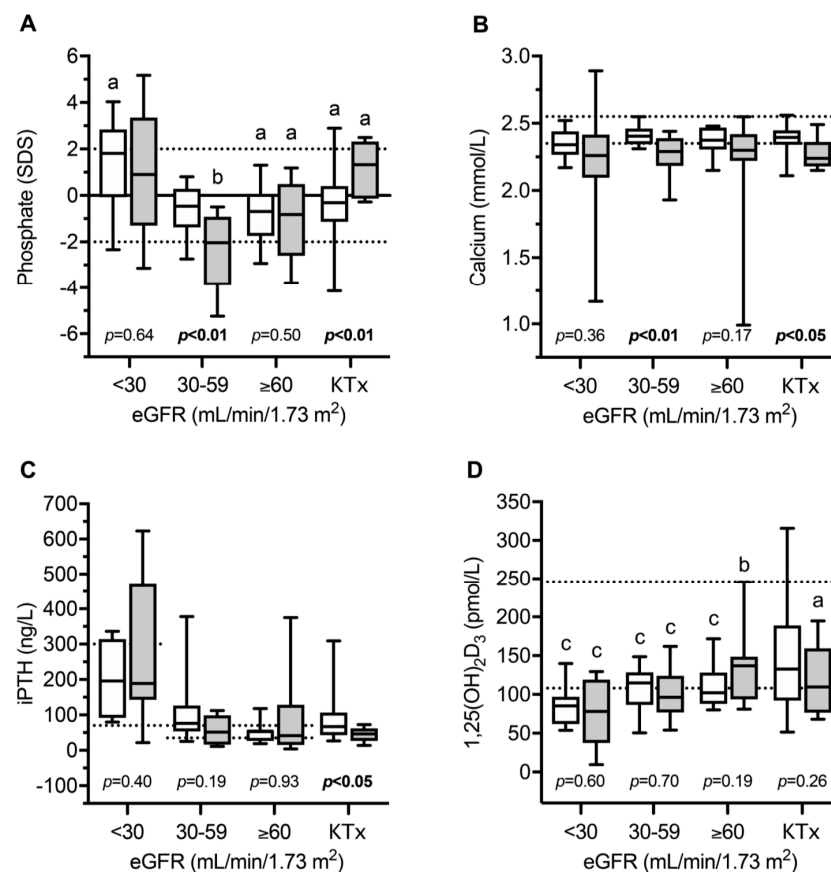 A
Phosphate (SDS)
6
4
2
0
-2
-4
-6
a
b
a a
a a
p=0.64 p<0.01 p=0.50 p<0.01
<30 30-59 ≥60 KTx
eGFR (mL/min/1.73 m²)
B
Calcium (mmol/L)
3.0
2.5
2.0
1.5
1.0
p=0.36 p<0.01 p=0.17 p<0.05
<30 30-59 ≥60 KTx
eGFR (mL/min/1.73 m²)
C
iPTH (ng/L)
700
600
500
400
300
200
100
0
-100
p=0.40 p=0.19 p=0.93 p<0.05
<30 30-59 ≥60 KTx
eGFR (mL/min/1.73 m²)
D
1,25(OH)₂D₃ (pmol/L)
350
300
250
200
150
100
50
0
c c
c c
c b
a
p=0.60 p=0.70 p=0.19 p=0.26
<30 30-59 ≥60 KTx
eGFR (mL/min/1.73 m²)